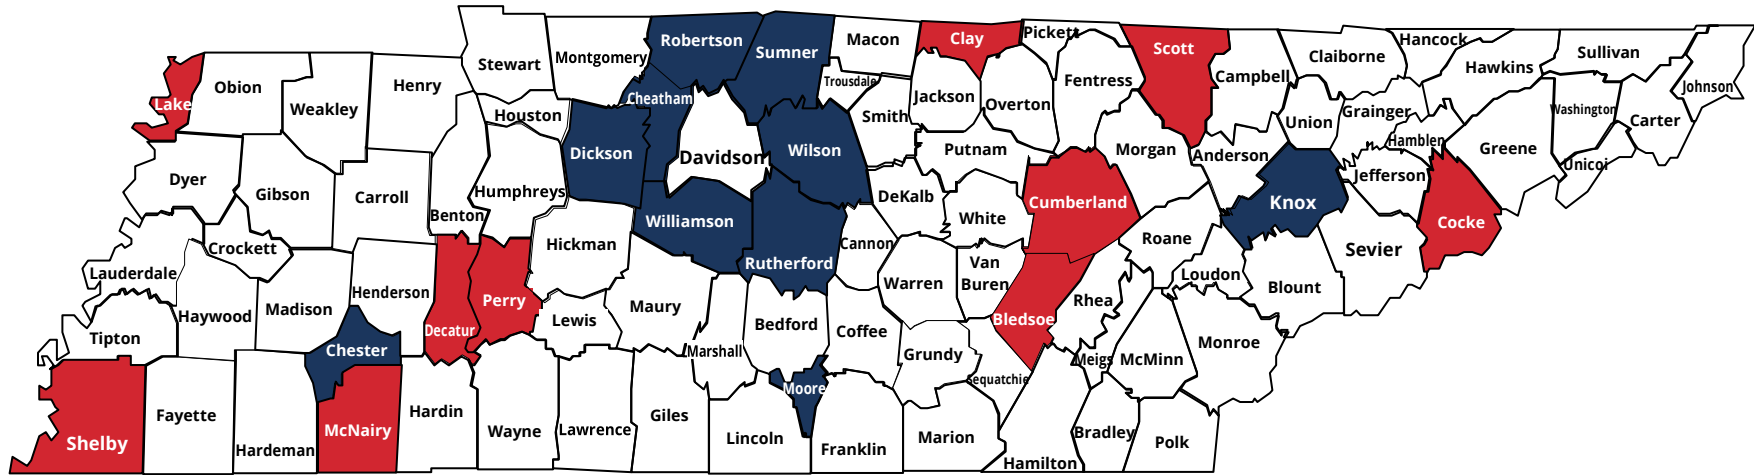 Pickett
Robertson
Clay
Macon
Hancock
Scott
Sumner
Sullivan
Montgomery
Claiborne
Stewart
Hawkins
Campbell
Fentress
Trousdale
Henry
Obion
Johnson
Jackson
Cheatham
Lake
Overton
Weakley
Washington
Grainger
Houston
Smith
Carter
Union
Hamblen
Greene
Putnam
Morgan
Wilson
Dickson
Anderson
Davidson
Unicoi
Jefferson
Dyer
Humphreys
Gibson
DeKalb
Carroll
Cumberland
Knox
Benton
White
Williamson
Cocke
Roane
Cannon
Hickman
Crockett
Sevier
Van
Buren
Rutherford
Lauderdale
Loudon
Warren
Blount
Henderson
Perry
Rhea
Maury
Madison
Haywood
Bledsoe
Lewis
Bedford
Decatur
Coffee
Tipton
Monroe
Chester
Marshall
Grundy
Meigs
McMinn
Sequatchie
Moore
Hardin
Fayette
Giles
McNairy
Lawrence
Wayne
Bradley
Lincoln
Marion
Shelby
Polk
Franklin
Hardeman
Hamilton